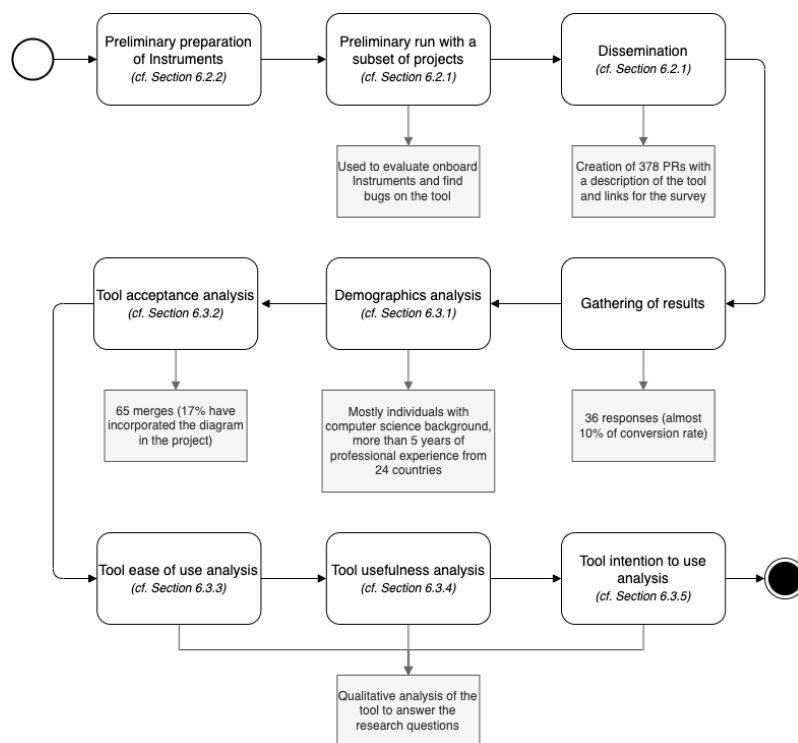 Preliminary preparation
of Instruments
(cf. Section 6.2.2)
Preliminary run with a
subset of projects
(cf. Section 6.2.1)
Dissemination
(cf. Section 6.2.1)
Used to evaluate onboard
Instruments and find
bugs on the tool
Creation of 378 PRs with
a description of the tool
and links for the survey
Tool acceptance analysis
(cf. Section 6.3.2)
Demographics analysis
(cf. Section 6.3.1)
Gathering of results
65 merges (17% have
incorporated the diagram
in the project)
Mostly individuals with
computer science background,
more than 5 years of
professional experience from
24 countries
36 responses (almost
10% of conversion rate)
Tool ease of use analysis
(cf. Section 6.3.3)
Tool usefulness analysis
(cf. Section 6.3.4)
Tool intention to use
analysis
(cf. Section 6.3.5)
Qualitative analysis of the
tool to answer the
research questions